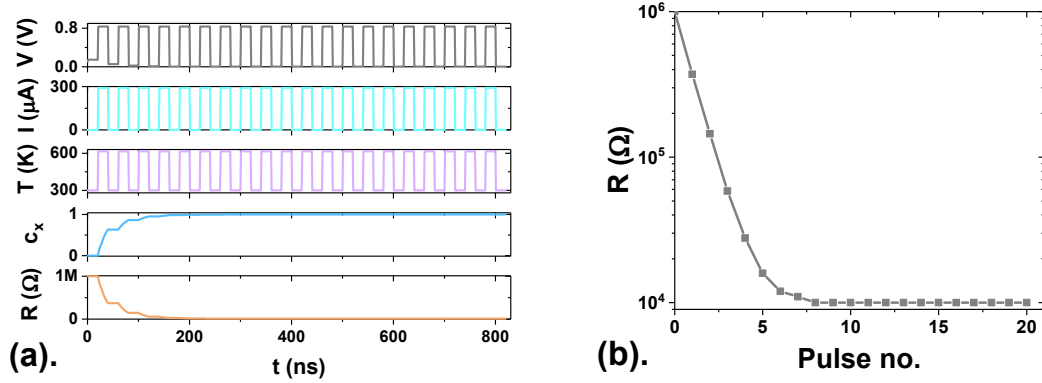 0.8
0.0
V (V)
300
0
I (μA)
600
300
T (K)
1
0
c_x
1M
0
R (Ω)
0 200 400 600 800
t (ns)
(a).
10^6
10^5
10^4
R (Ω)
0 5 10 15 20
Pulse no.
(b).